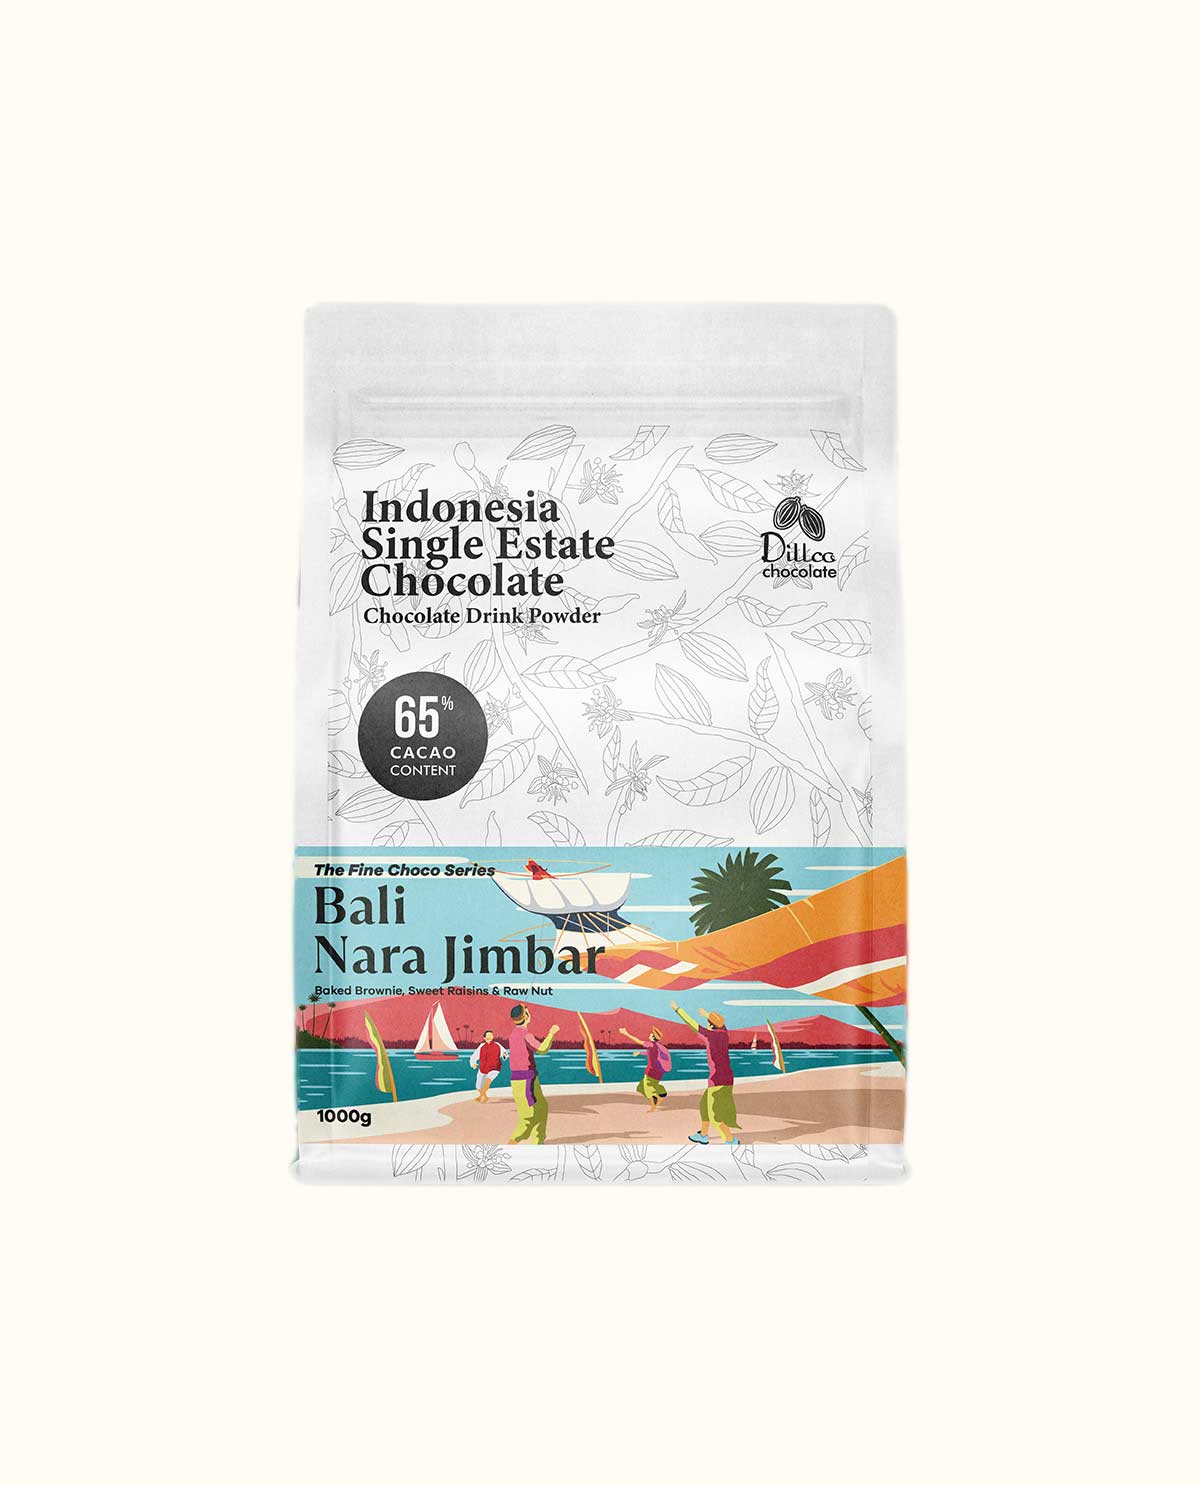 Indonesia
Single Estate
Chocolate
Chocolate Drink Powder
Dillco
chocolate
65%
CACAO
CONTENT
The Fine Choco Series
Bali
Nara Jimbar
Baked Brownie, Sweet Raisins & Raw Nut
1000g